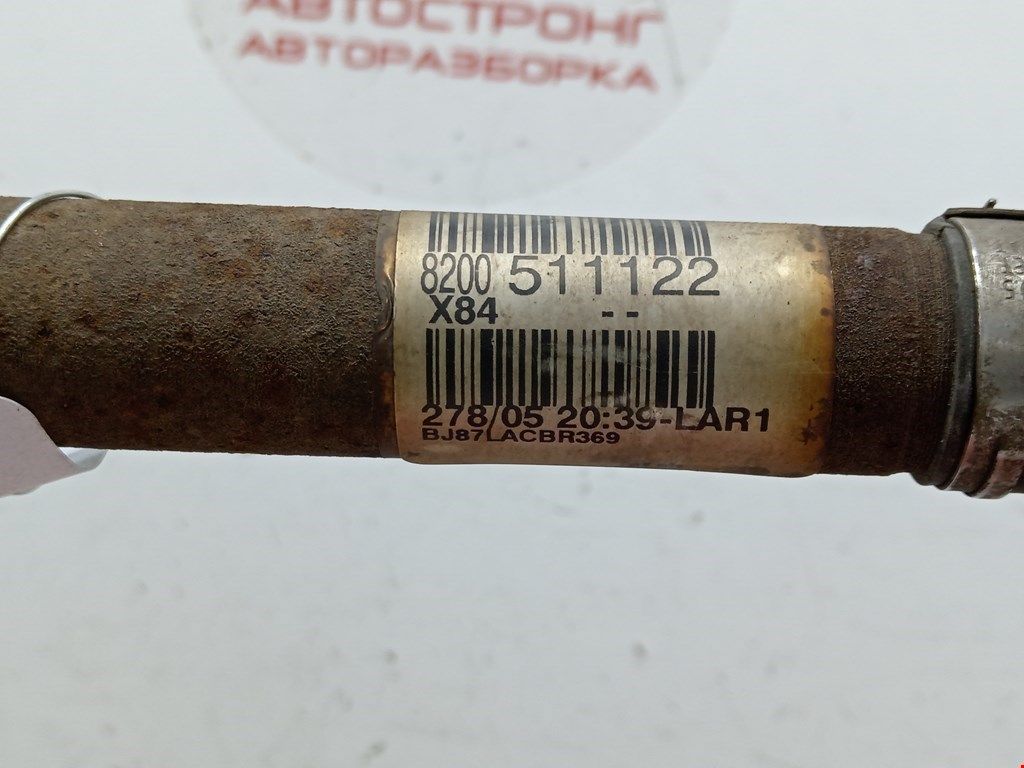 АВТОСТРОНГ
АВТОРАЗБОРКА
8200 511122
X84 --
278/05 20:39-LAR1
BJ87LACBR369